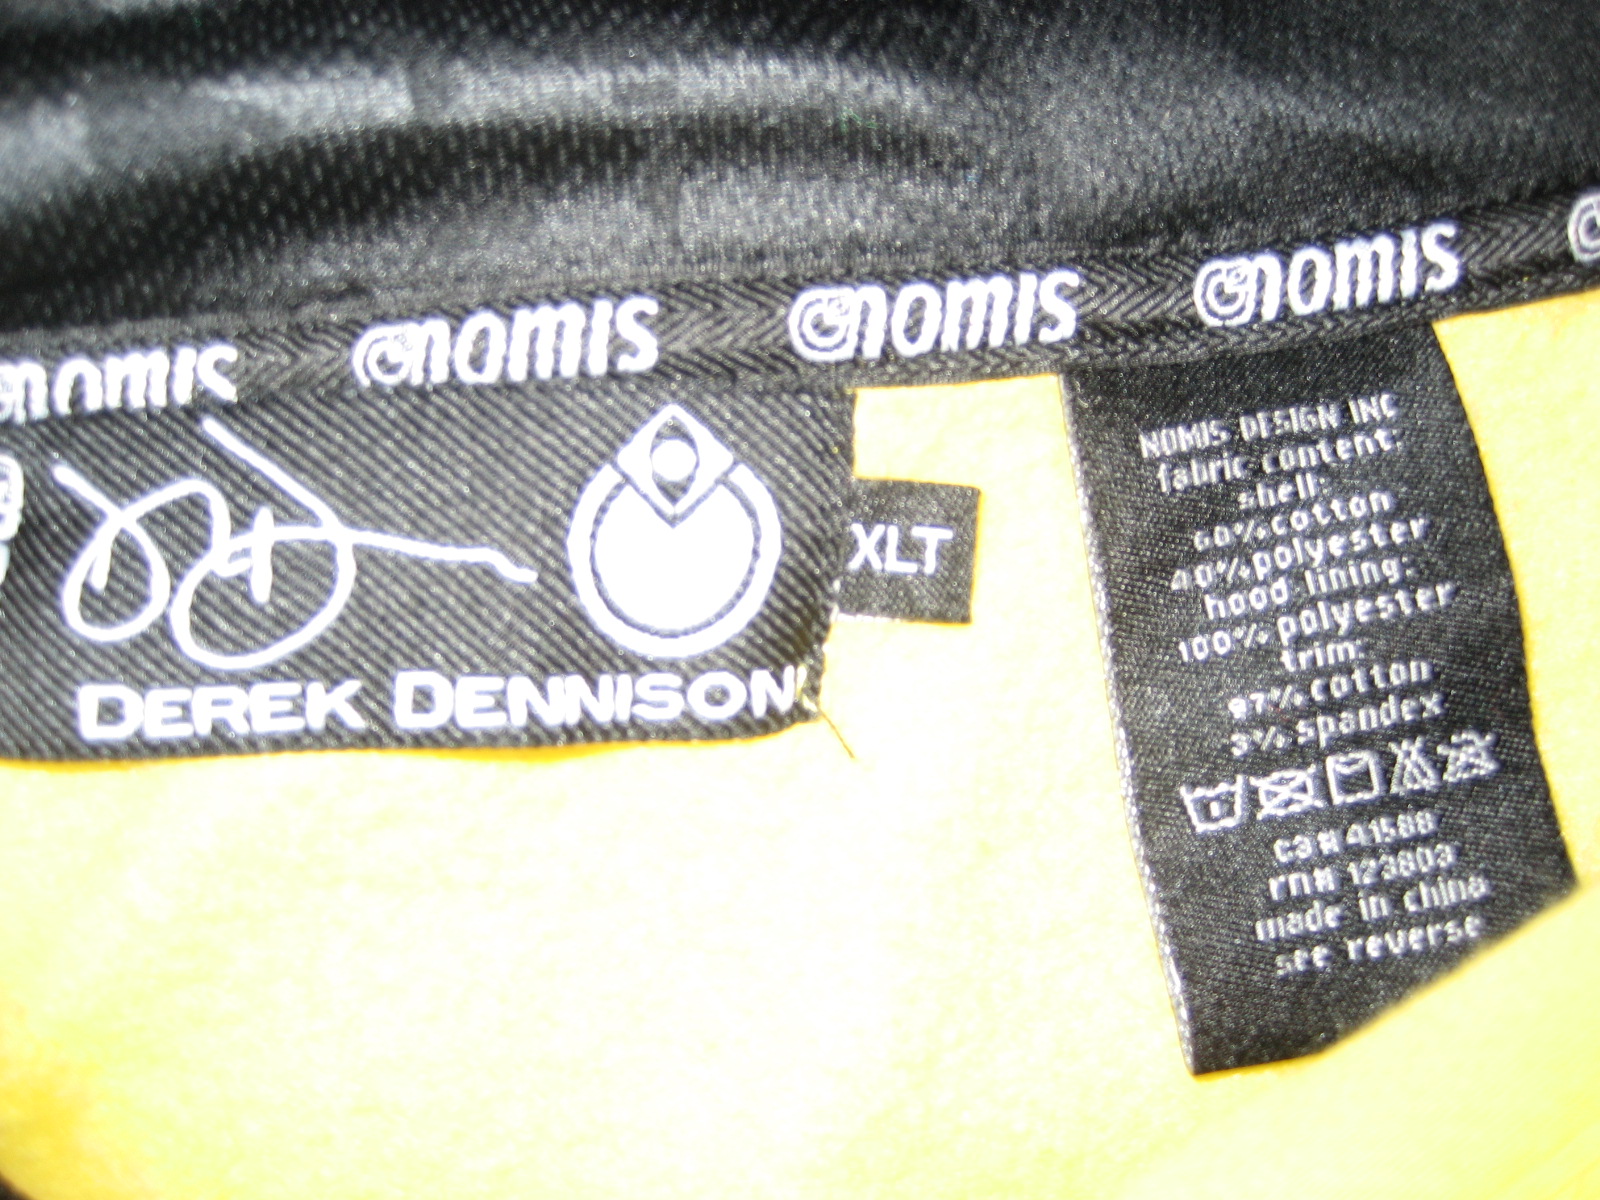 nomis nomis nomis nomis
DEREK DENNISON
XLT
NOMIS DESIGN INC
fabric content:
shell:
60% cotton
40% polyester
hood lining:
100% polyester
trim:
97% cotton
3% spandex
ca# 41588
rn# 123803
made in china
see reverse